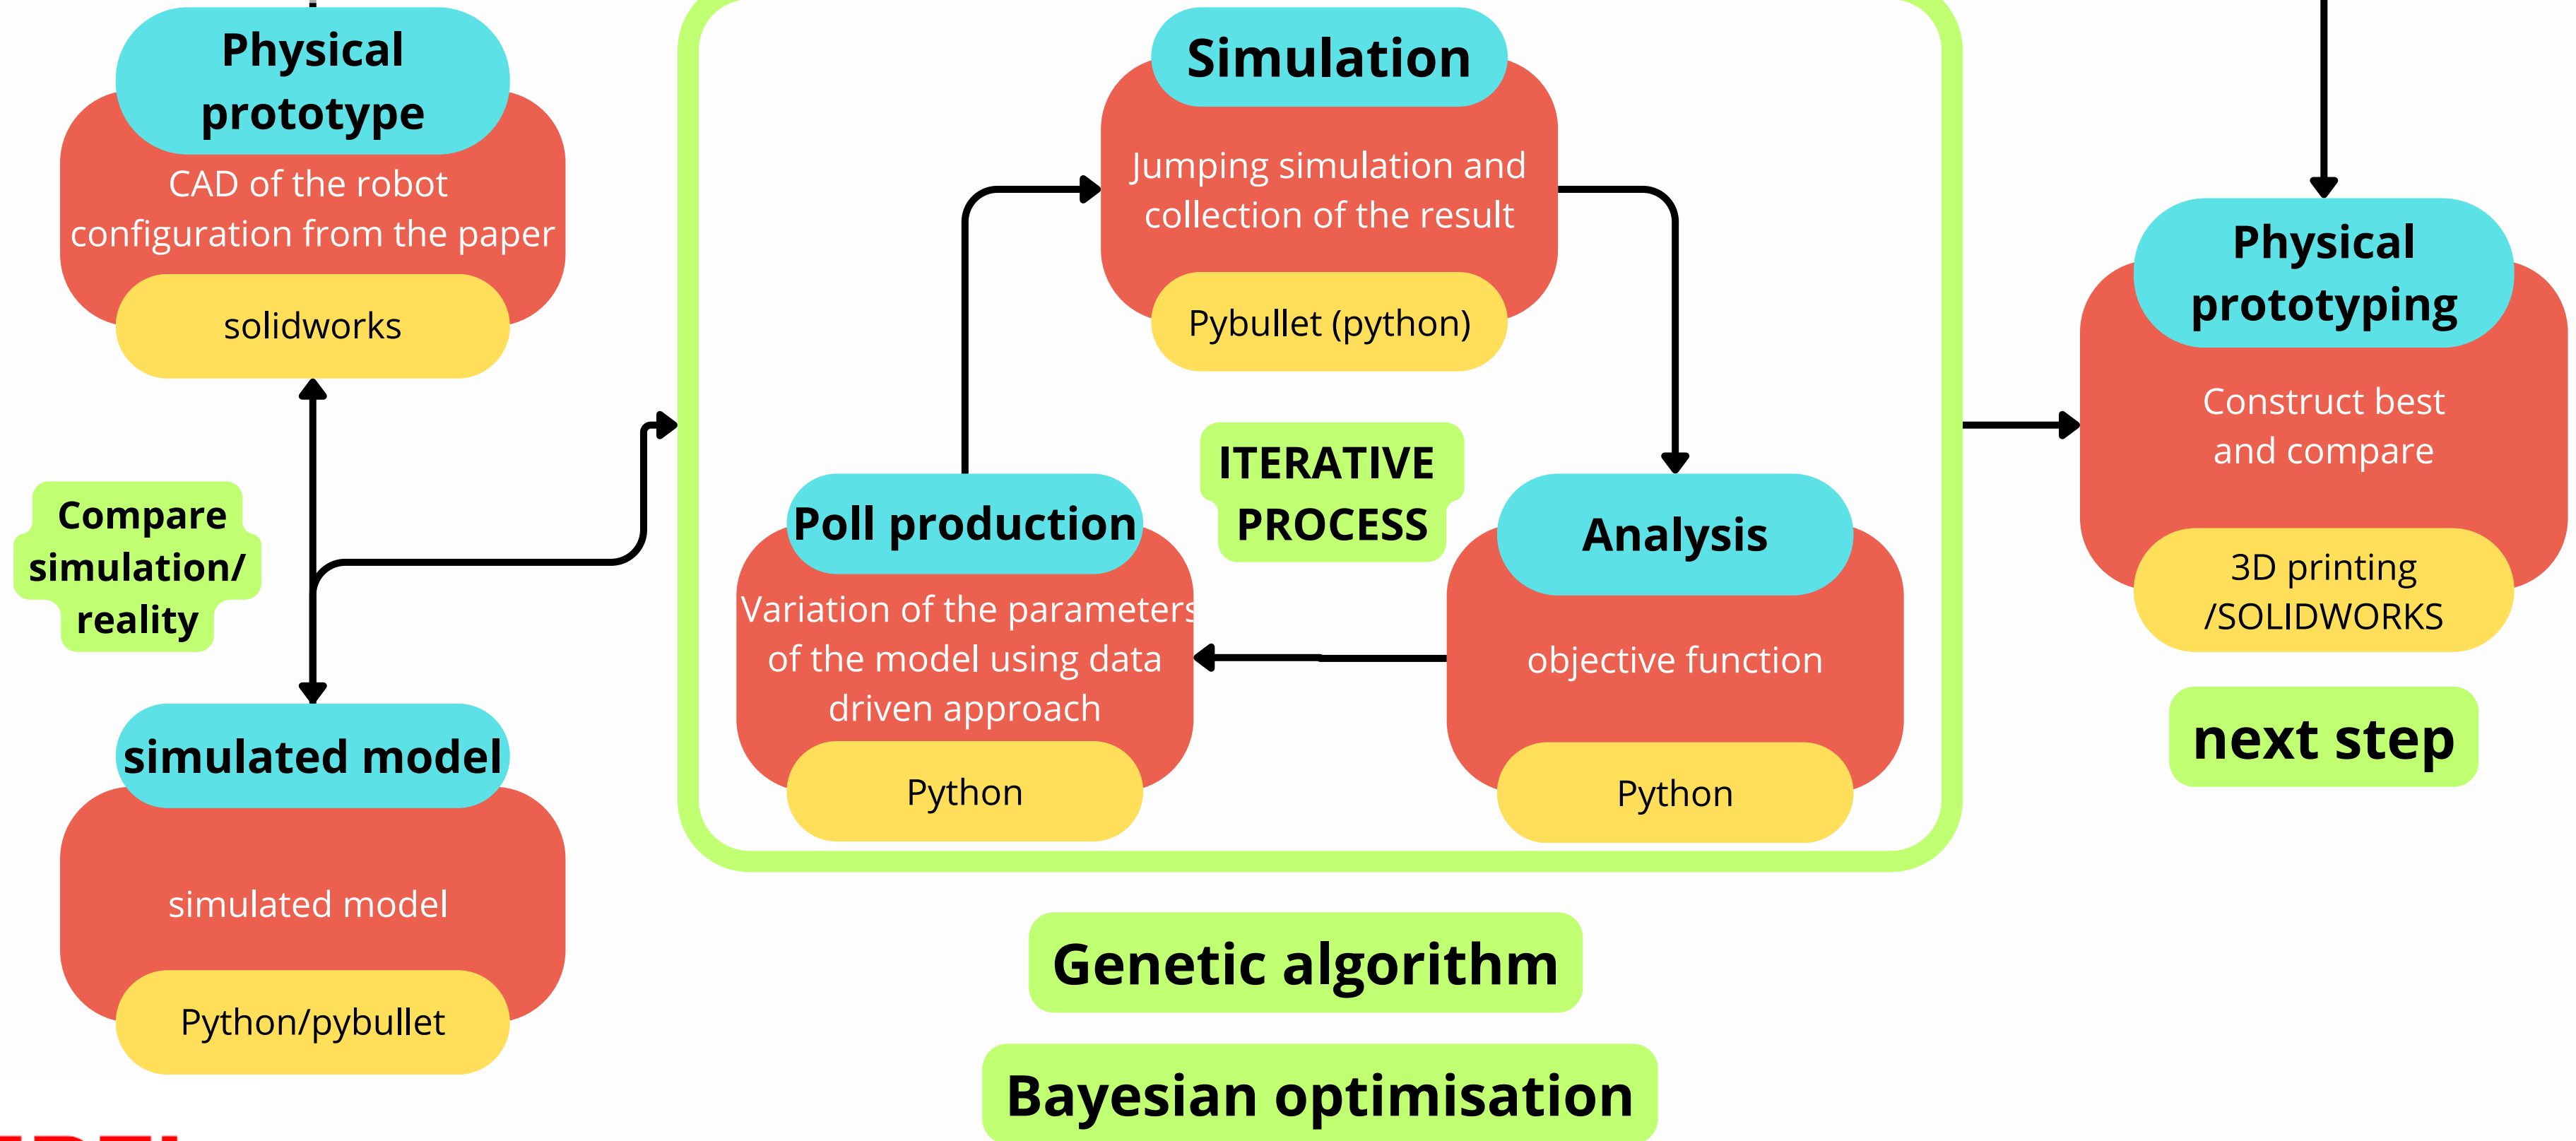 Physical
prototype
CAD of the robot
configuration from the paper
solidworks
Compare
simulation/
reality
simulated model
simulated model
Python/pybullet
Simulation
Jumping simulation and
collection of the result
Pybullet (python)
ITERATIVE
PROCESS
Poll production
Variation of the parameters
of the model using data
driven approach
Python
Analysis
objective function
Python
Genetic algorithm
Bayesian optimisation
Physical
prototyping
Construct best
and compare
3D printing
/SOLIDWORKS
next step